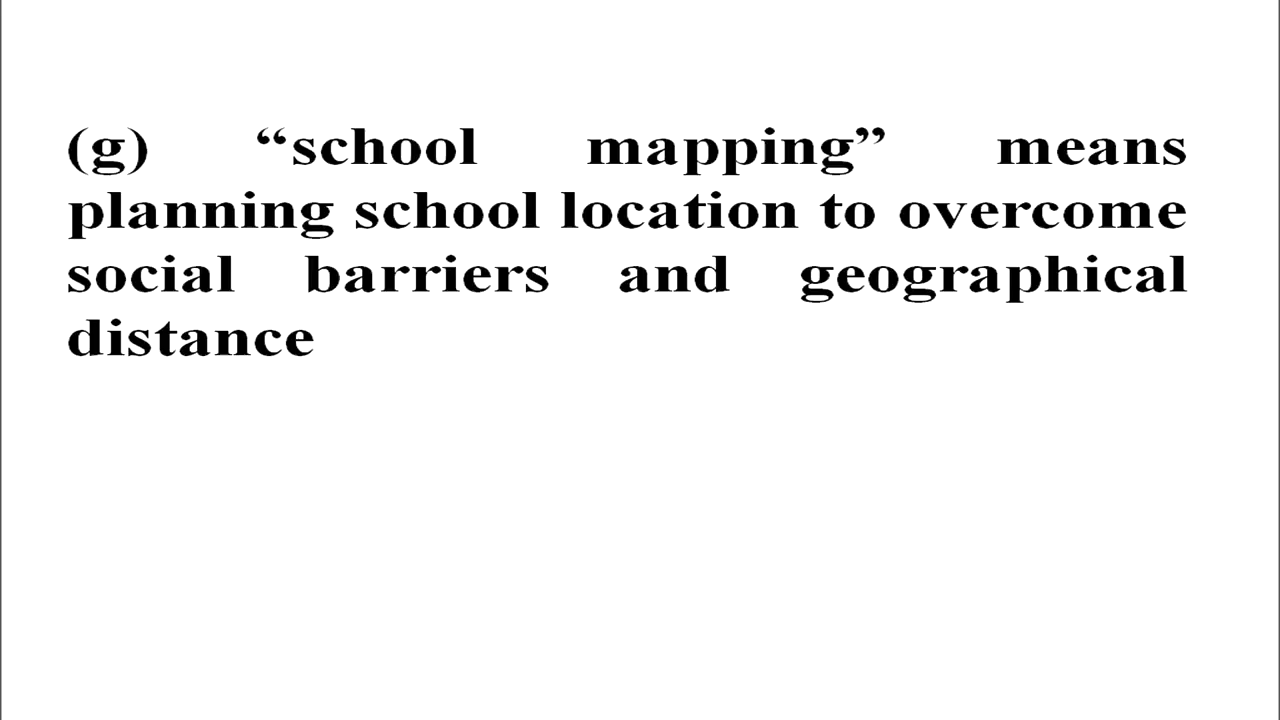 (g) “school mapping” means
planning school location to overcome
social barriers and geographical
distance